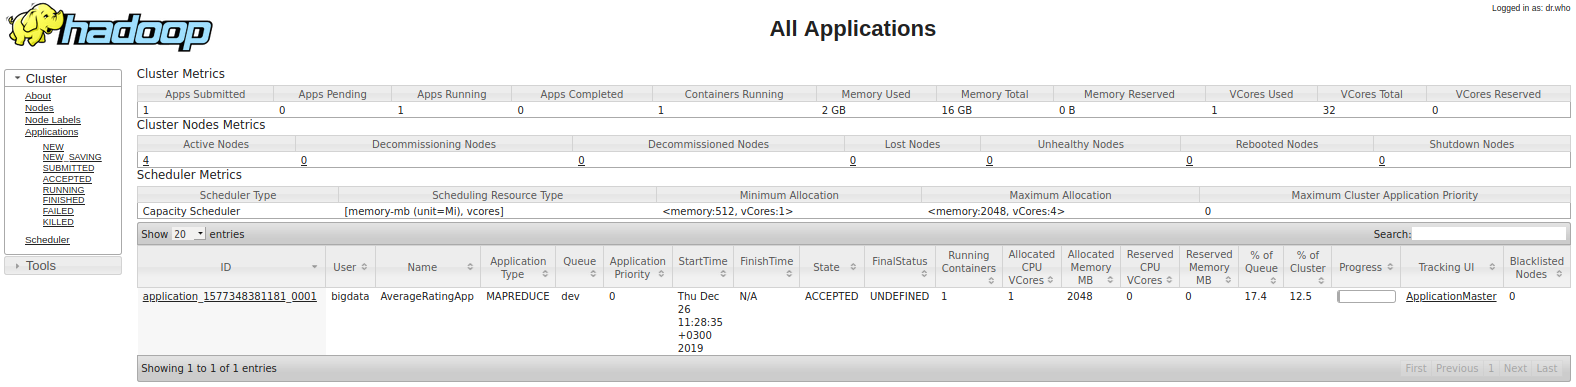 Logged in as: dr.who
hadoop
All Applications
Cluster
About
Nodes
Node Labels
Applications
NEW
NEW_SAVING
SUBMITTED
ACCEPTED
RUNNING
FINISHED
FAILED
KILLED
Scheduler
Tools
Cluster Metrics
Apps Submitted Apps Pending Apps Running Apps Completed Containers Running Memory Used Memory Total Memory Reserved VCores Used VCores Total VCores Reserved
1 0 1 0 1 2 GB 16 GB 0 B 1 32 0
Cluster Nodes Metrics
Active Nodes Decommissioning Nodes Decommissioned Nodes Lost Nodes Unhealthy Nodes Rebooted Nodes Shutdown Nodes
4 0 0 0 0 0 0
Scheduler Metrics
Scheduler Type Scheduling Resource Type Minimum Allocation Maximum Allocation Maximum Cluster Application Priority
Capacity Scheduler [memory-mb (unit=Mi), vcores] <memory:512, vCores:1> <memory:2048, vCores:4> 0
Show 20 entries Search:
ID User Name Application Type Queue Application Priority StartTime FinishTime State FinalStatus Running Containers Allocated CPU VCores Allocated Memory MB Reserved CPU VCores Reserved Memory MB % of Queue % of Cluster Progress Tracking UI Blacklisted Nodes
application_1577348381181_0001 bigdata AverageRatingApp MAPREDUCE dev 0 Thu Dec N/A ACCEPTED UNDEFINED 1 1 2048 0 0 17.4 12.5 ApplicationMaster 0
26
11:28:35
+0300
2019
Showing 1 to 1 of 1 entries First Previous 1 Next Last